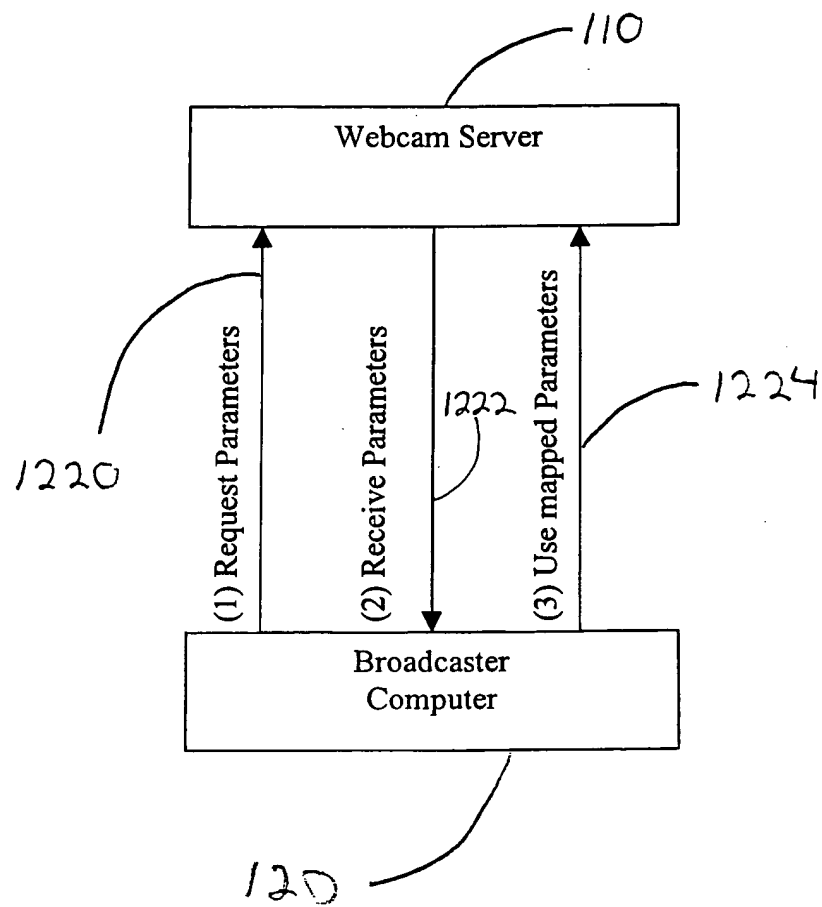 110
Webcam Server
(1) Request Parameters
(2) Receive Parameters
(3) Use mapped Parameters
1222
1224
1220
Broadcaster
Computer
120